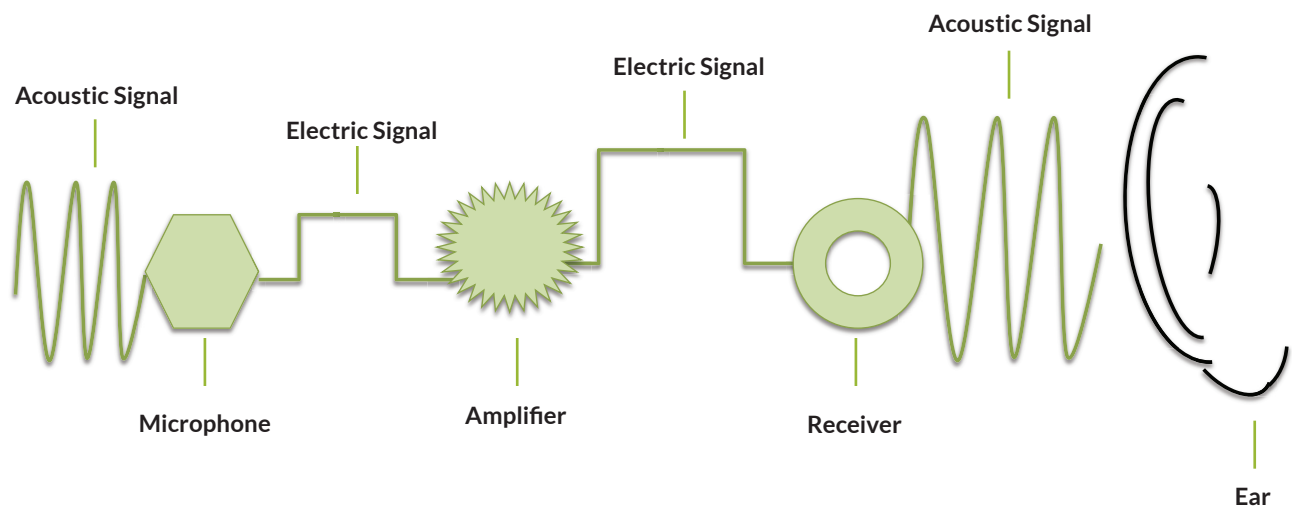 Acoustic Signal
Electric Signal
Electric Signal
Acoustic Signal
Microphone
Amplifier
Receiver
Ear